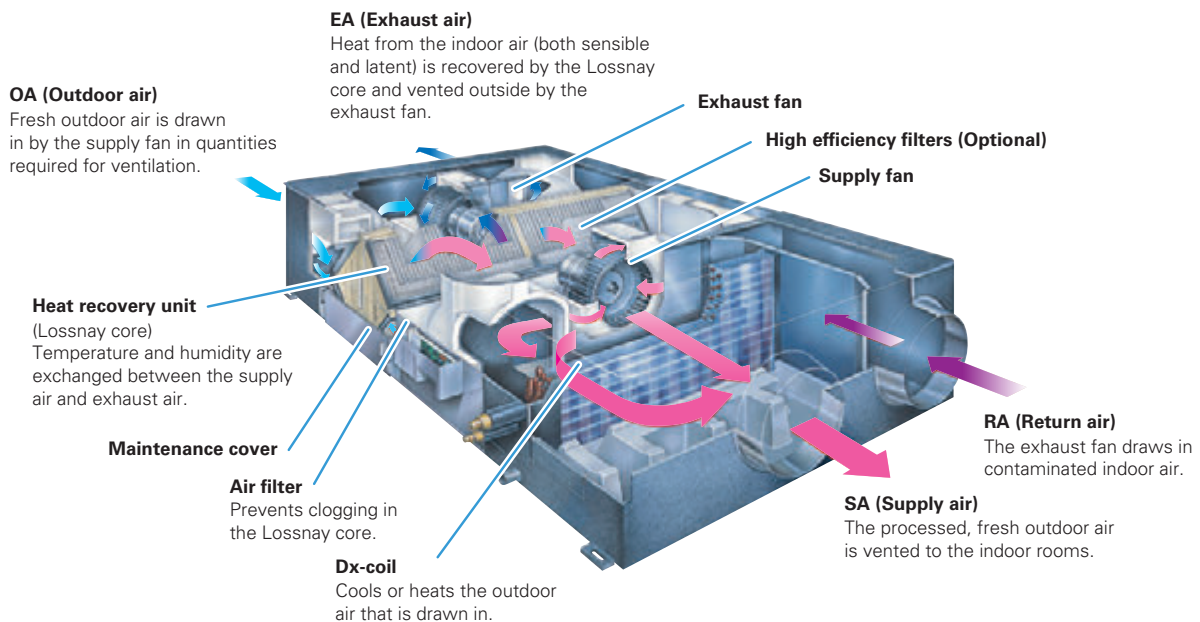 EA (Exhaust air)
Heat from the indoor air (both sensible
and latent) is recovered by the Lossnay
core and vented outside by the
exhaust fan.
OA (Outdoor air)
Fresh outdoor air is drawn
in by the supply fan in quantities
required for ventilation.
Exhaust fan
High efficiency filters (Optional)
Supply fan
Heat recovery unit
(Lossnay core)
Temperature and humidity are
exchanged between the supply
air and exhaust air.
Maintenance cover
Air filter
Prevents clogging in
the Lossnay core.
Dx-coil
Cools or heats the outdoor
air that is drawn in.
RA (Return air)
The exhaust fan draws in
contaminated indoor air.
SA (Supply air)
The processed, fresh outdoor air
is vented to the indoor rooms.